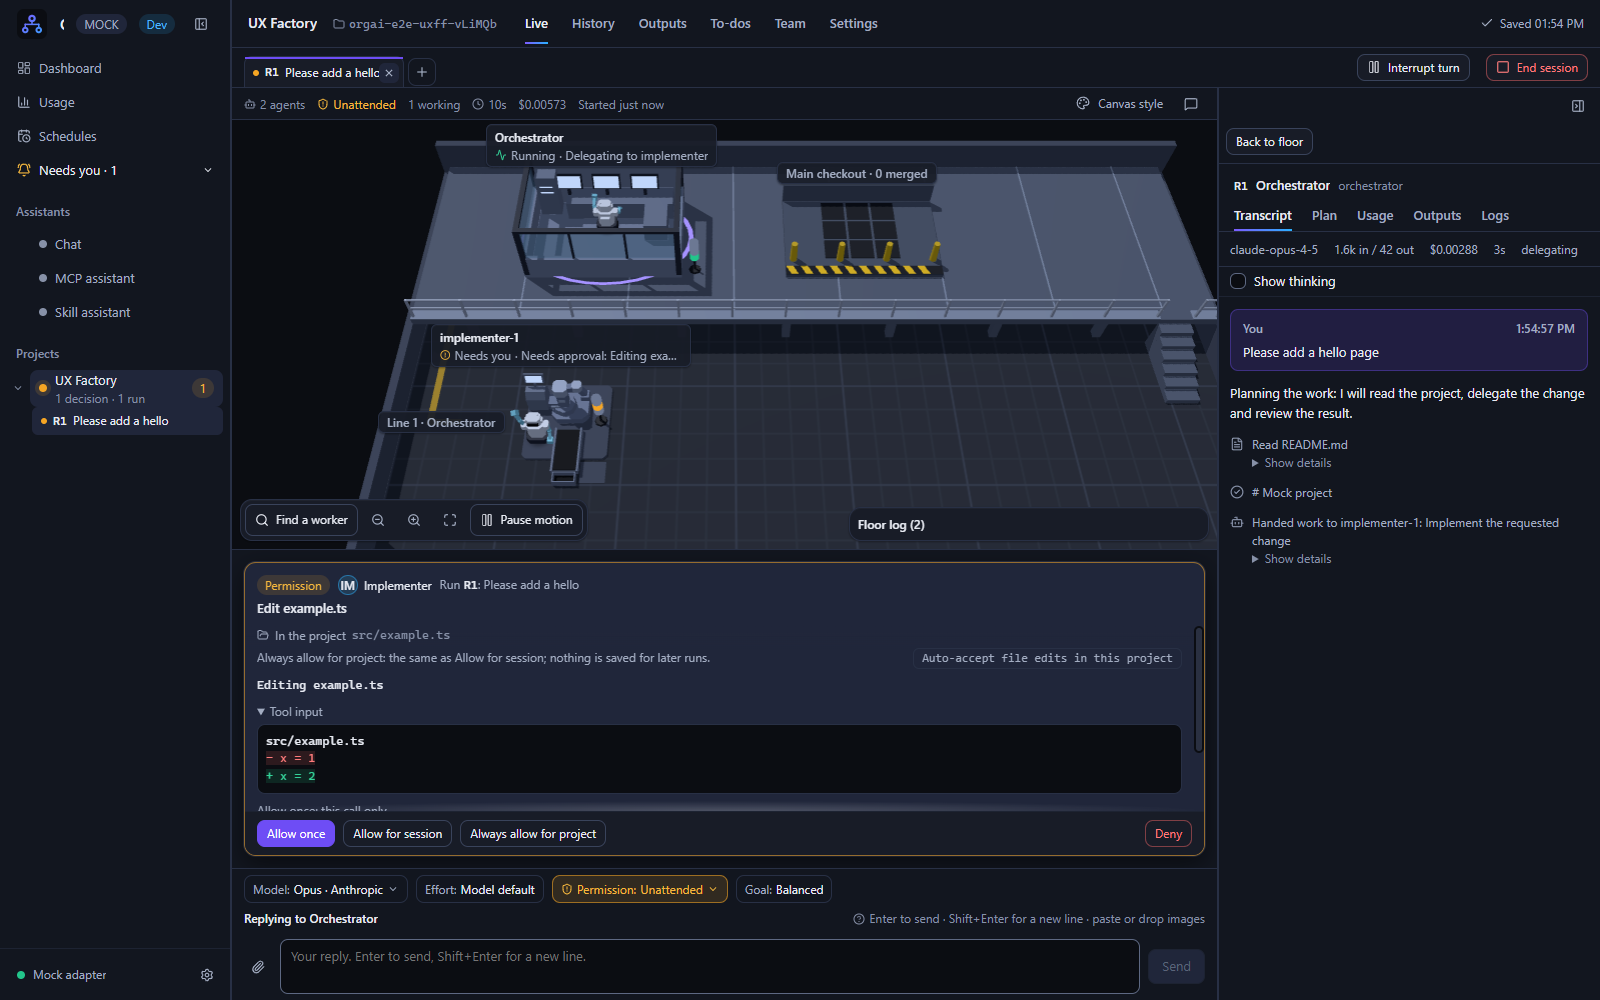 MOCK
Dev
Dashboard
Usage
Schedules
Needs you · 1
Assistants
Chat
MCP assistant
Skill assistant
Projects
UX Factory
1 decision · 1 run
1
R1 Please add a hello
Mock adapter
UX Factory
orgai-e2e-uxff-vLiMQb
Live
History
Outputs
To-dos
Team
Settings
Saved 01:54 PM
R1 Please add a hello
Interrupt turn
End session
2 agents
Unattended
1 working
10s
$0.00573
Started just now
Canvas style
Orchestrator
Running · Delegating to implementer
Main checkout · 0 merged
implementer-1
Needs you · Needs approval: Editing exa...
Line 1 · Orchestrator
Find a worker
Pause motion
Floor log (2)
Permission
IM
Implementer
Run R1: Please add a hello
Edit example.ts
In the project src/example.ts
Always allow for project: the same as Allow for session; nothing is saved for later runs.
Auto-accept file edits in this project
Editing example.ts
Tool input
src/example.ts
- x = 1
+ x = 2
Allow once: this call only
Allow once
Allow for session
Always allow for project
Deny
Model: Opus · Anthropic
Effort: Model default
Permission: Unattended
Goal: Balanced
Replying to Orchestrator
Enter to send · Shift+Enter for a new line · paste or drop images
Your reply. Enter to send, Shift+Enter for a new line.
Send
Back to floor
R1 Orchestrator orchestrator
Transcript
Plan
Usage
Outputs
Logs
claude-opus-4-5
1.6k in / 42 out
$0.00288
3s
delegating
Show thinking
You
1:54:57 PM
Please add a hello page
Planning the work: I will read the project, delegate the change
and review the result.
Read README.md
Show details
# Mock project
Handed work to implementer-1: Implement the requested
change
Show details